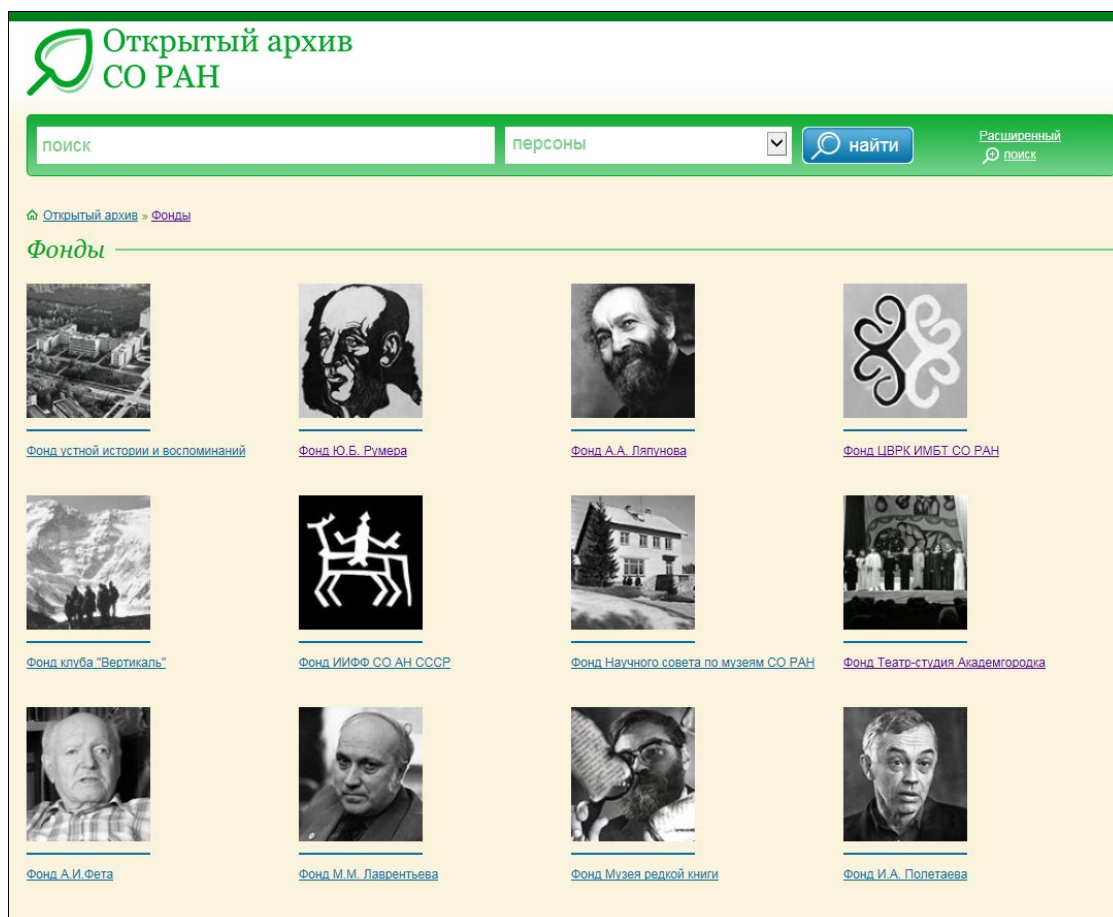 Открытый архив
СО РАН
поиск
персоны
найти
Расширенный
поиск
Открытый архив » Фонды
Фонды
Фонд устной истории и воспоминаний
Фонд Ю.Б. Румера
Фонд А.А. Ляпунова
Фонд ЦВРК ИМБТ СО РАН
Фонд клуба "Вертикаль"
Фонд ИИФФ СО АН СССР
Фонд Научного совета по музеям СО РАН
Фонд Театр-студия Академгородка
Фонд А.И.Фета
Фонд М.М. Лаврентьева
Фонд Музея редкой книги
Фонд И.А. Полетаева